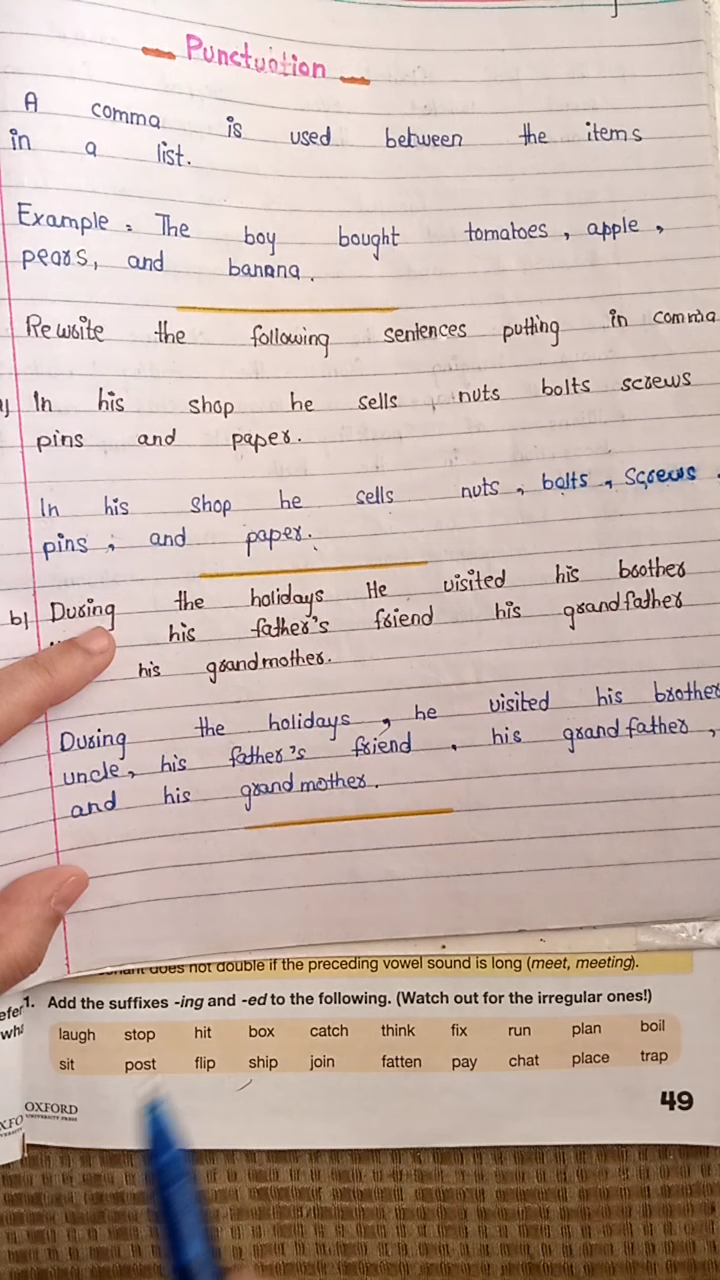 Punctuation
A comma is used between the items
in a list.
Example : The boy bought tomatoes , apple ,
pears, and banana .
Rewrite the following sentences putting in comma
In his shop he sells nuts bolts screws
pins and paper.
In his shop he sells nuts , bolts , screws ,
pins , and paper.
b) During the holidays He visited his brother
his father's friend his grandfather
his grandmother.
During the holidays , he visited his brother
uncle, his father's friend , his grandfather ,
and his grandmother.
does not double if the preceding vowel sound is long (meet, meeting).
1. Add the suffixes -ing and -ed to the following. (Watch out for the irregular ones!)
laugh stop hit box catch think fix run plan boil
sit post flip ship join fatten pay chat place trap
OXFORD
UNIVERSITY PRESS
49